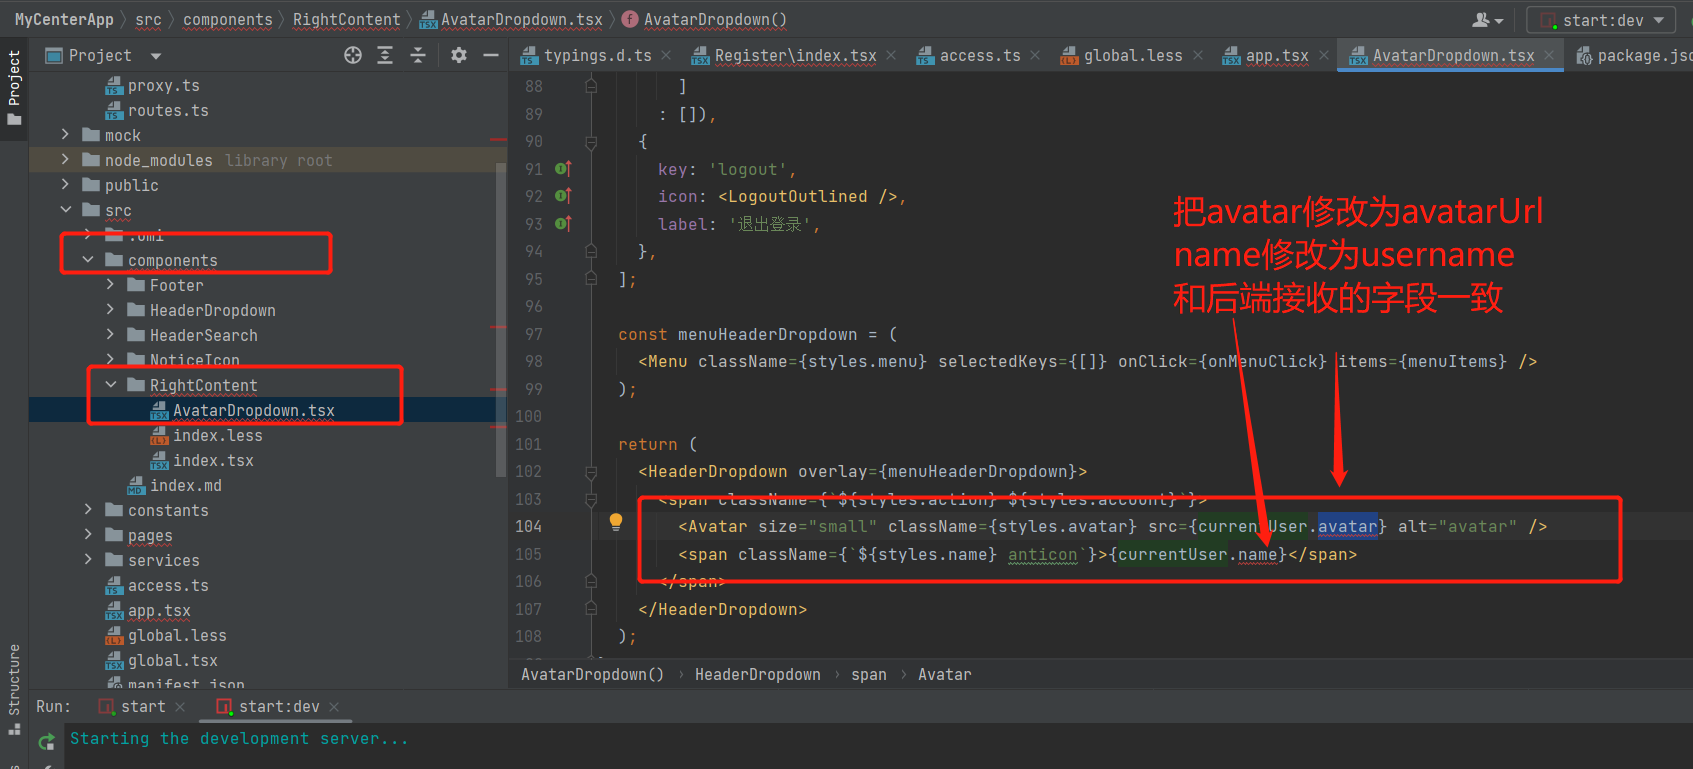 MyCenterApp src components RightContent AvatarDropdown.tsx AvatarDropdown() start:dev
Project
Project
typings.d.ts Register\index.tsx access.ts global.less app.tsx AvatarDropdown.tsx package.jso
proxy.ts
routes.ts
mock
node_modules library root
public
src
.umi
components
Footer
HeaderDropdown
HeaderSearch
NoticeIcon
RightContent
AvatarDropdown.tsx
index.less
index.tsx
index.md
constants
pages
services
access.ts
app.tsx
global.less
global.tsx
manifest.json
Structure
88 ]
89 : []),
90 {
91 key: 'logout',
92 icon: <LogoutOutlined />,
93 label: '退出登录',
94 },
95 ];
96
97 const menuHeaderDropdown = (
98 <Menu className={styles.menu} selectedKeys={[]} onClick={onMenuClick} items={menuItems} />
99 );
100
101 return (
102 <HeaderDropdown overlay={menuHeaderDropdown}>
103 <span className={`${styles.action} ${styles.account}`}>
104 <Avatar size="small" className={styles.avatar} src={currentUser.avatar} alt="avatar" />
105 <span className={`${styles.name} anticon`}>{currentUser.name}</span>
106 </span>
107 </HeaderDropdown>
108 );
把avatar修改为avatarUrl
name修改为username
和后端接收的字段一致
AvatarDropdown() HeaderDropdown span Avatar
Run: start start:dev
Starting the development server...